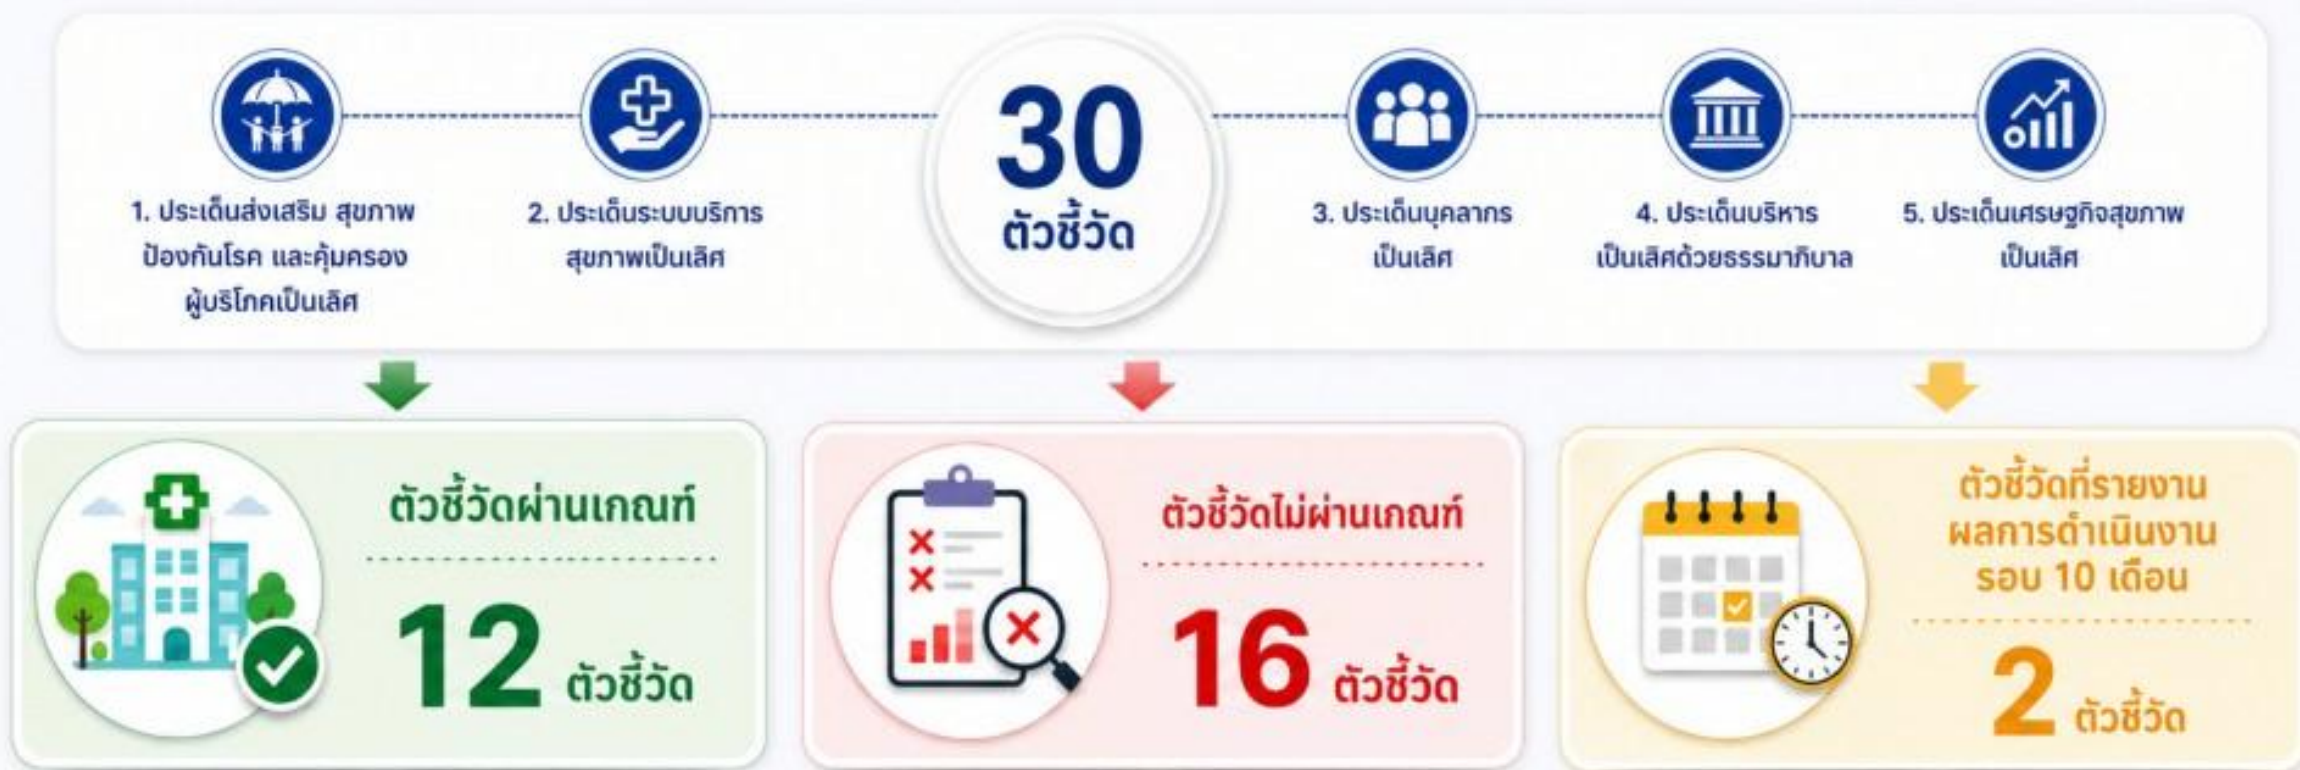 1. ประเด็นส่งเสริม สุขภาพ
ป้องกันโรค และคุ้มครอง
ผู้บริโภคเป็นเลิศ
2. ประเด็นระบบบริการ
สุขภาพเป็นเลิศ
30
ตัวชี้วัด
3. ประเด็นบุคลากร
เป็นเลิศ
4. ประเด็นบริหาร
เป็นเลิศด้วยธรรมาภิบาล
5. ประเด็นเศรษฐกิจสุขภาพ
เป็นเลิศ
ตัวชี้วัดผ่านเกณฑ์
12 ตัวชี้วัด
ตัวชี้วัดไม่ผ่านเกณฑ์
16 ตัวชี้วัด
ตัวชี้วัดที่รายงาน
ผลการดำเนินงาน
รอบ 10 เดือน
2 ตัวชี้วัด